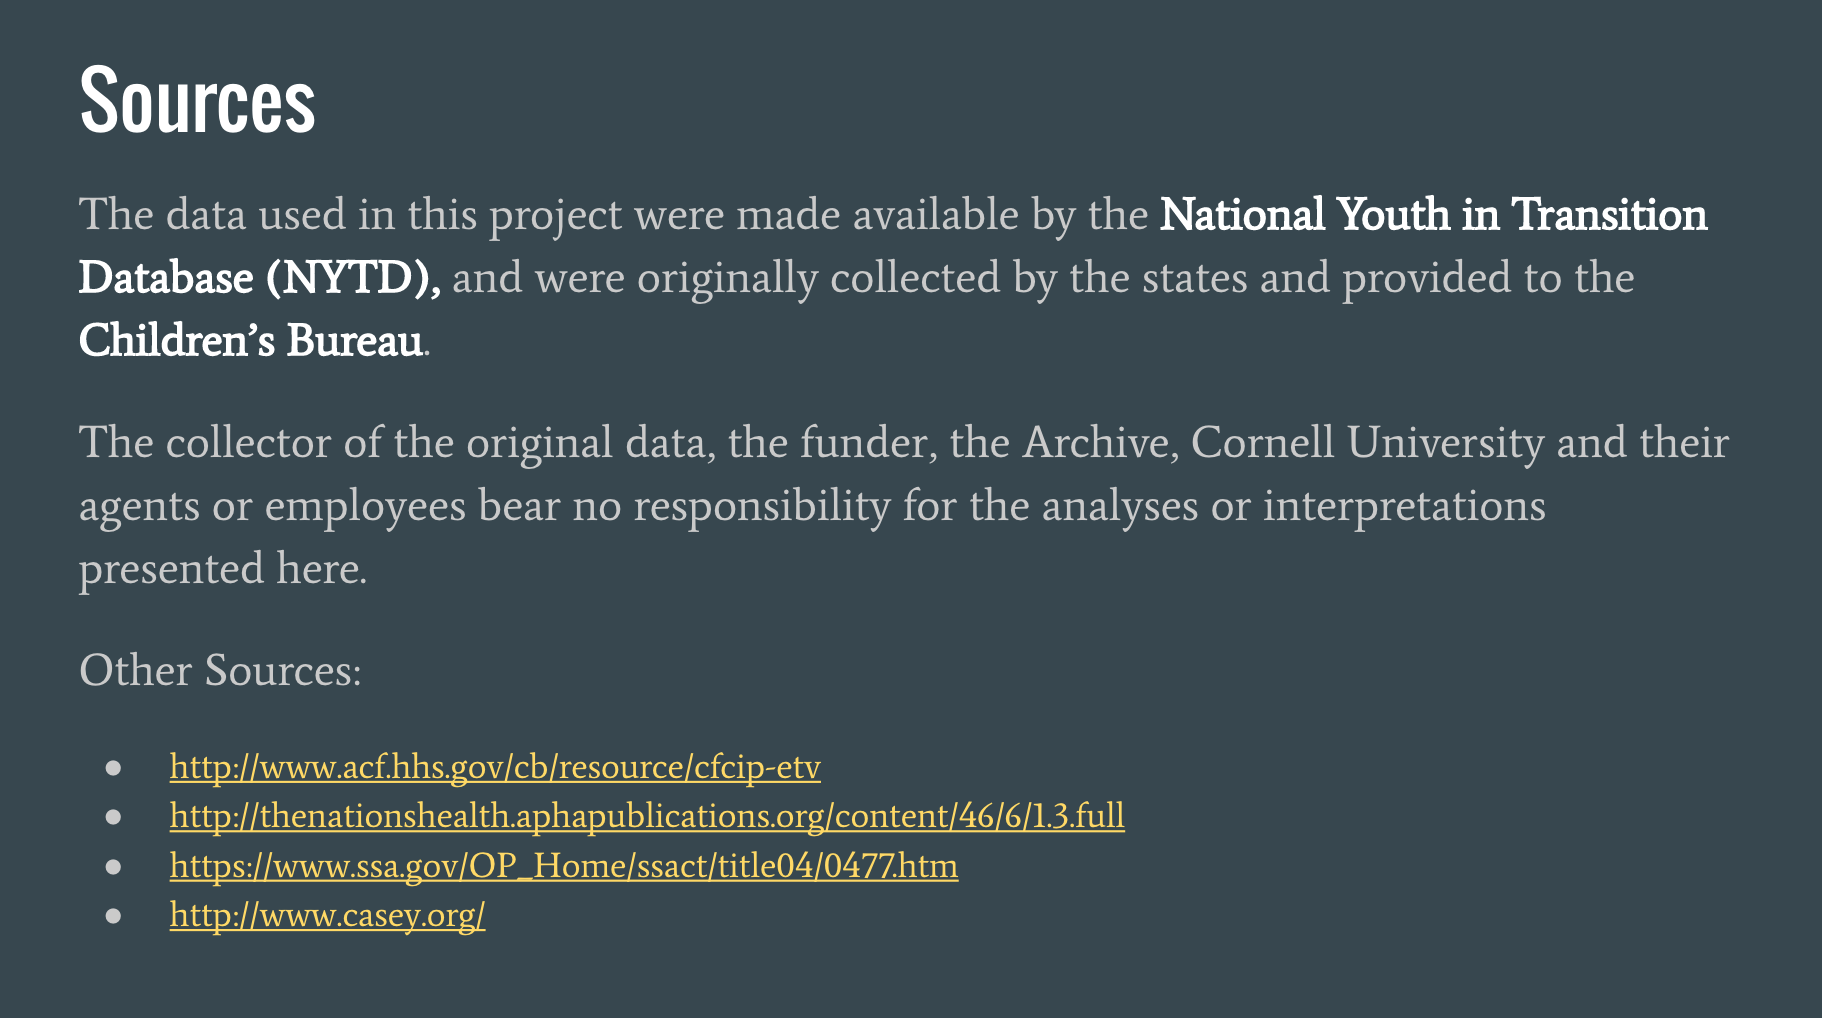 Sources
The data used in this project were made available by the National Youth in Transition
Database (NYTD), and were originally collected by the states and provided to the
Children’s Bureau.
The collector of the original data, the funder, the Archive, Cornell University and their
agents or employees bear no responsibility for the analyses or interpretations
presented here.
Other Sources:
● http://www.acf.hhs.gov/cb/resource/cfcip-etv
● http://thenationshealth.aphapublications.org/content/46/6/1.3.full
● https://www.ssa.gov/OP_Home/ssact/title04/0477.htm
● http://www.casey.org/